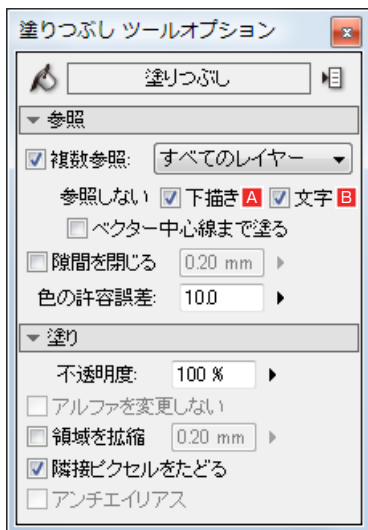 塗りつぶし ツールオプション
塗りつぶし
参照
複数参照: すべてのレイヤー
参照しない 下描き A 文字 B
ベクター中心線まで塗る
隙間を閉じる 0.20 mm
色の許容誤差: 10.0
塗り
不透明度: 100 %
アルファを変更しない
領域を拡縮 0.20 mm
隣接ピクセルをたどる
アンチエイリアス